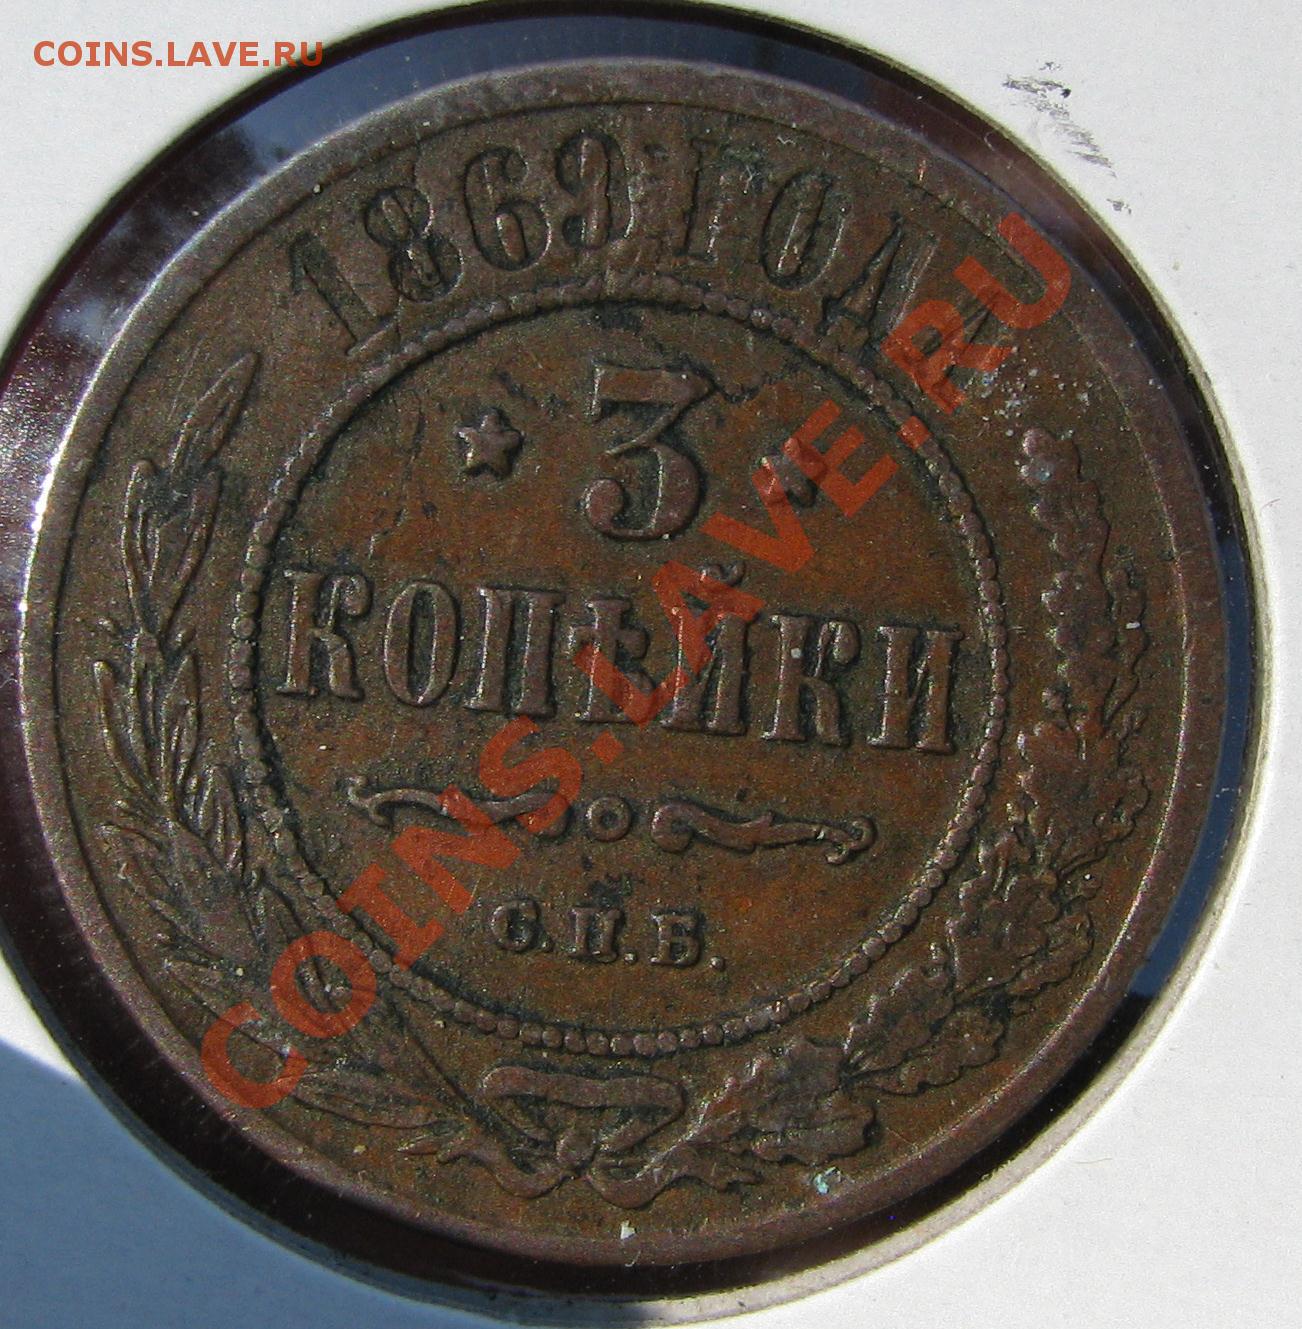 COINS.LAVE.RU
1869 ГОДА
* 3 *
КОПѢЙКИ
С.П.Б.
COINS.LAVE.RU